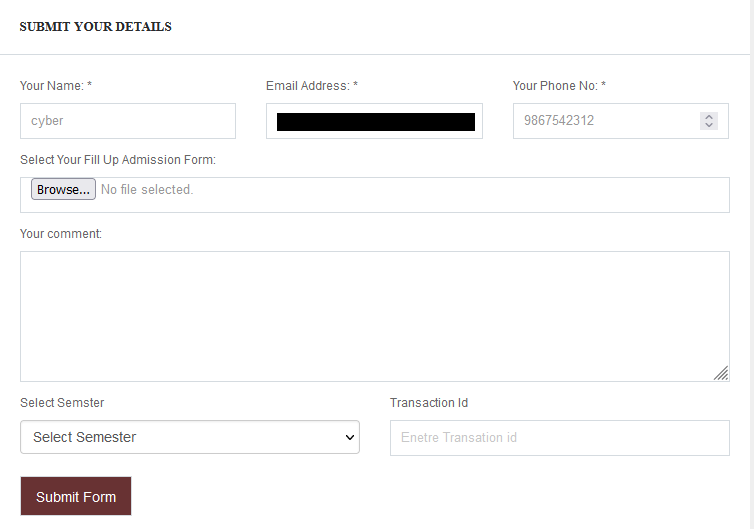 SUBMIT YOUR DETAILS
Your Name: * Email Address: * Your Phone No: *
cyber 9867542312
Select Your Fill Up Admission Form:
Browse... No file selected.
Your comment:
Select Semster Transaction Id
Select Semester Enetre Transation id
Submit Form